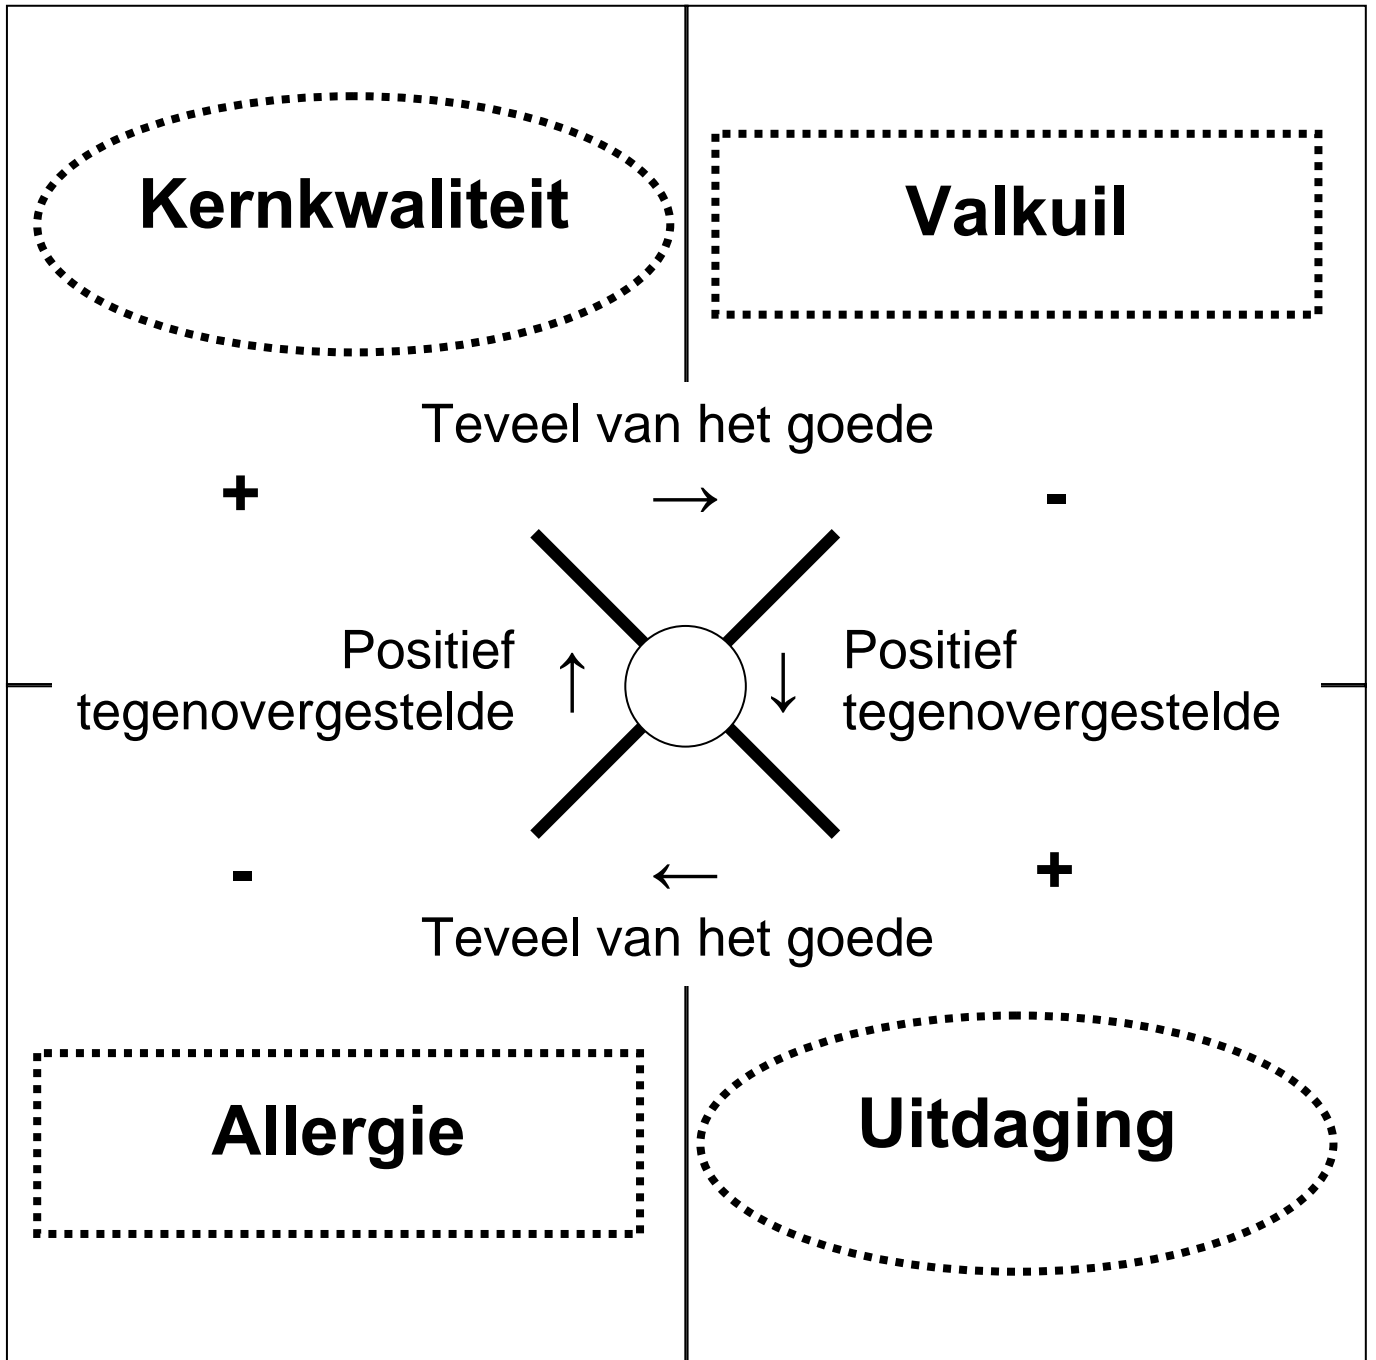 Kernkwaliteit
Valkuil
Teveel van het goede
+
→
-
Positief
tegenovergestelde
↑
↓
Positief
tegenovergestelde
-
←
+
Teveel van het goede
Allergie
Uitdaging